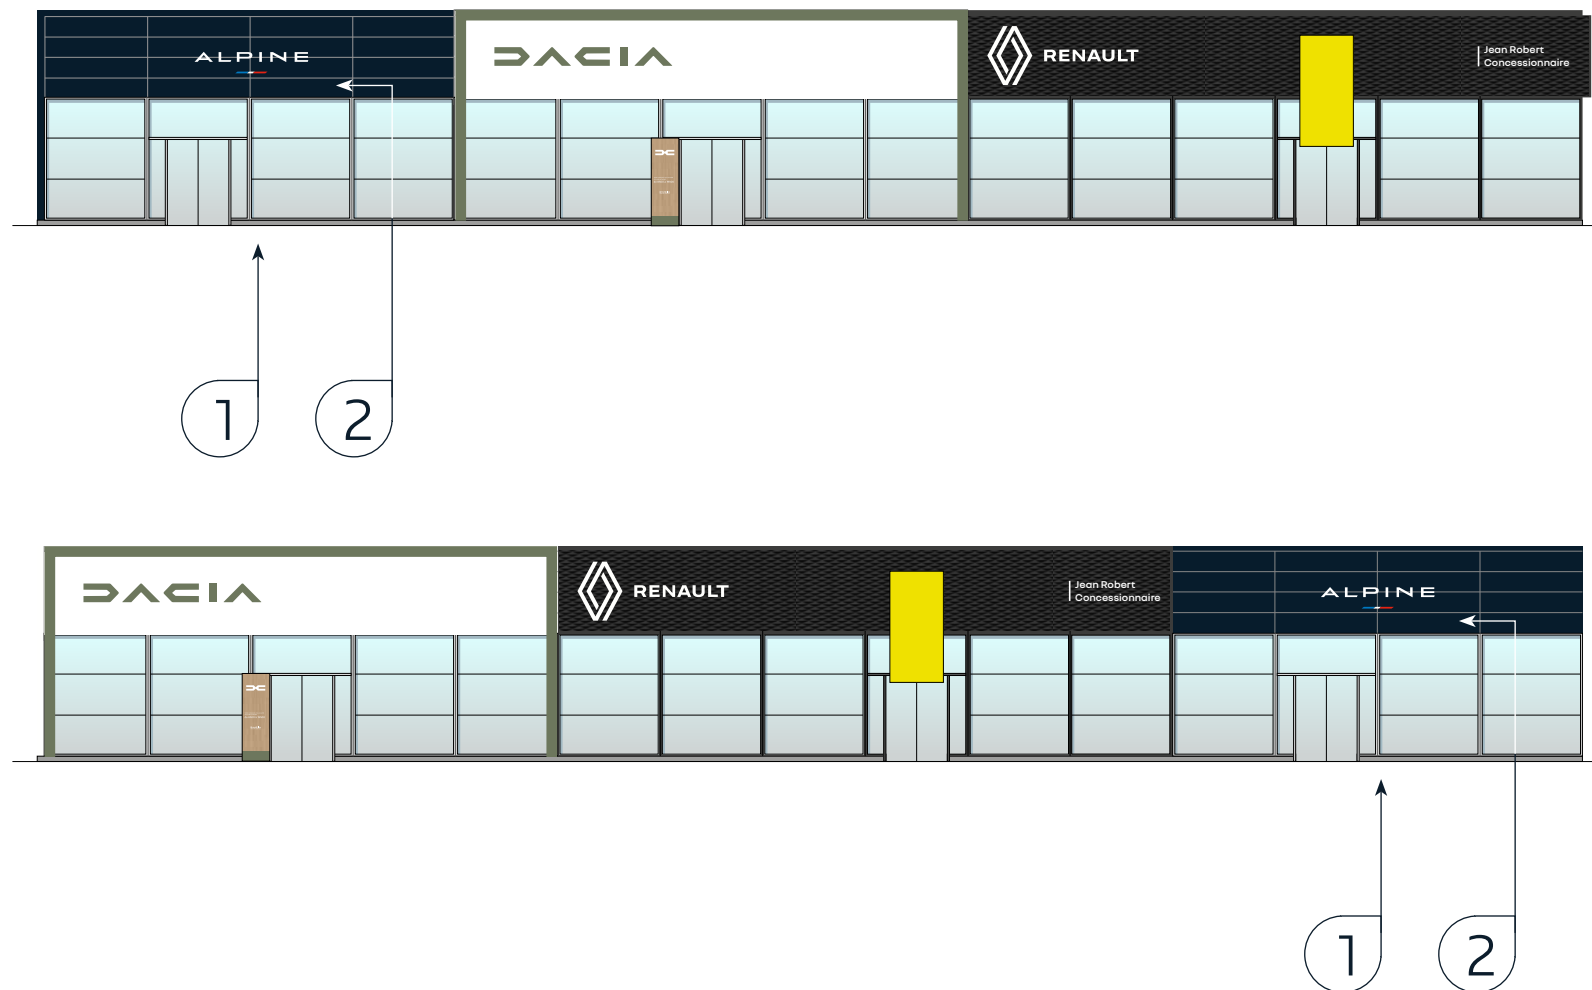 ALPINE
DACIA
RENAULT
Jean Robert
Concessionnaire
1
2
DACIA
RENAULT
Jean Robert
Concessionnaire
ALPINE
1
2